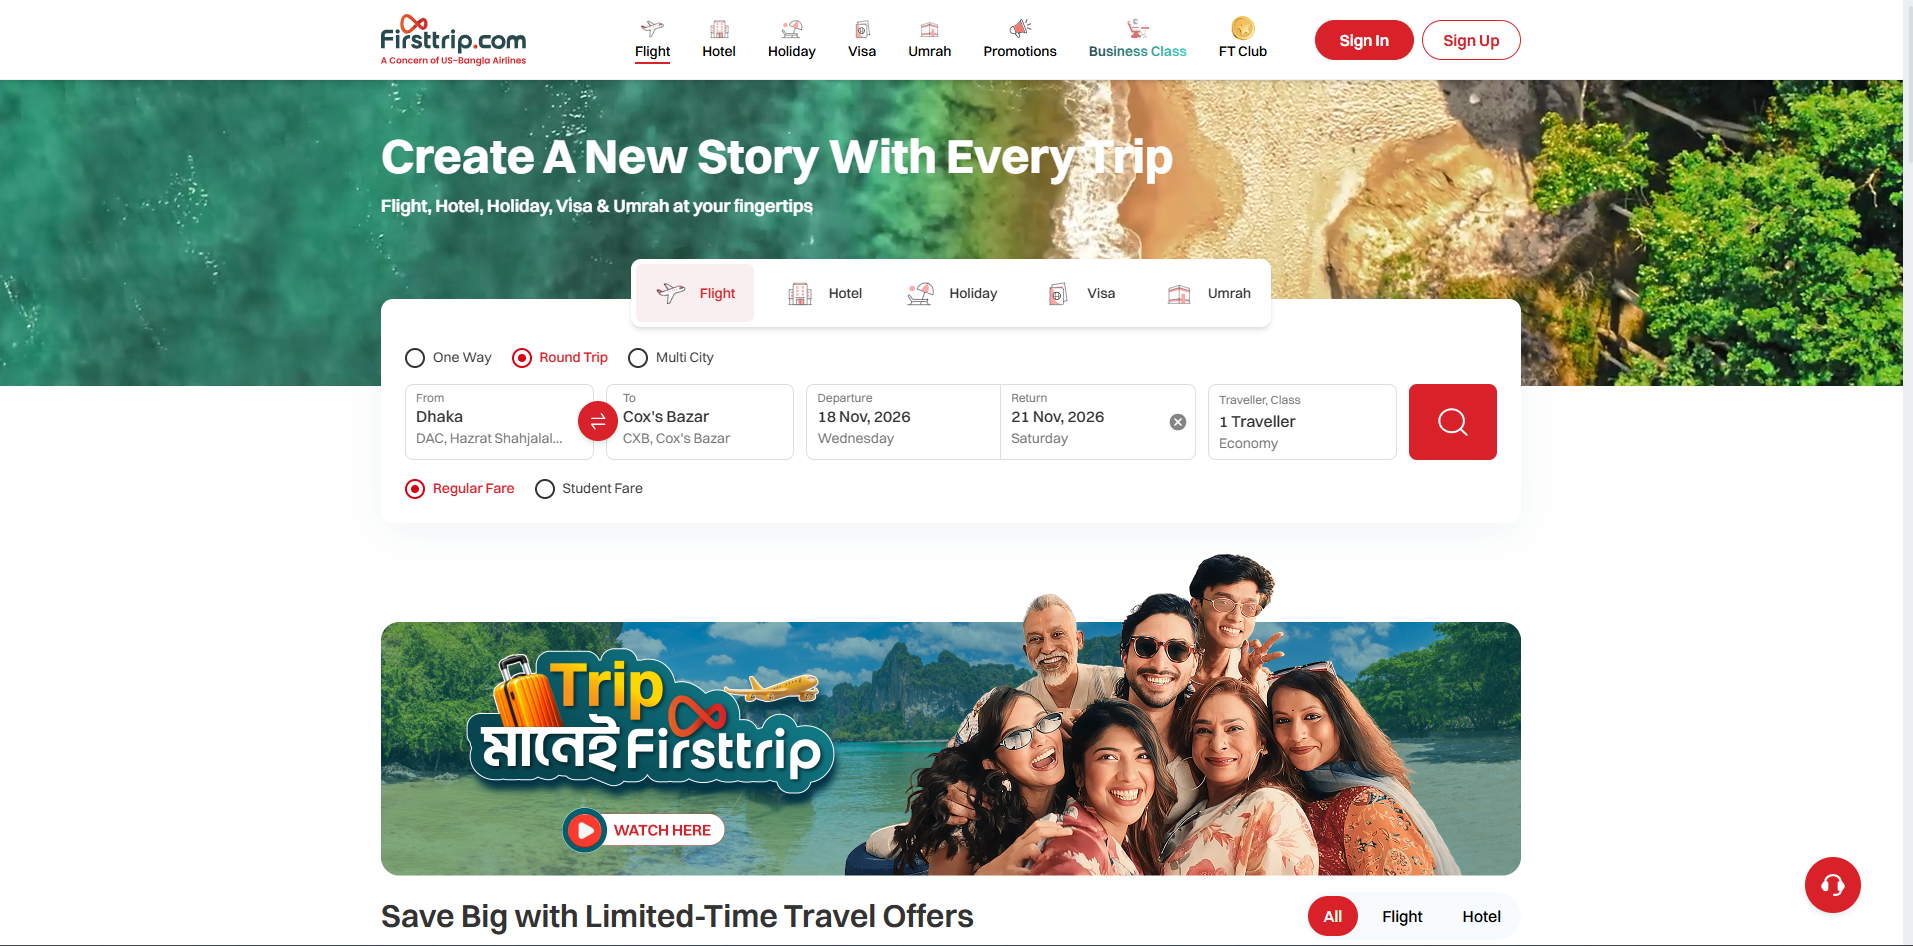 Firsttrip.com
A Concern of US-Bangla Airlines
Flight
Hotel
Holiday
Visa
Umrah
Promotions
Business Class
FT Club
Sign In
Sign Up
Create A New Story With Every Trip
Flight, Hotel, Holiday, Visa & Umrah at your fingertips
Flight
Hotel
Holiday
Visa
Umrah
One Way
Round Trip
Multi City
From
Dhaka
DAC, Hazrat Shahjalal...
To
Cox's Bazar
CXB, Cox's Bazar
Departure
18 Nov, 2026
Wednesday
Return
21 Nov, 2026
Saturday
Traveller, Class
1 Traveller
Economy
Regular Fare
Student Fare
Trip
মানেই Firsttrip
WATCH HERE
Save Big with Limited-Time Travel Offers
All
Flight
Hotel